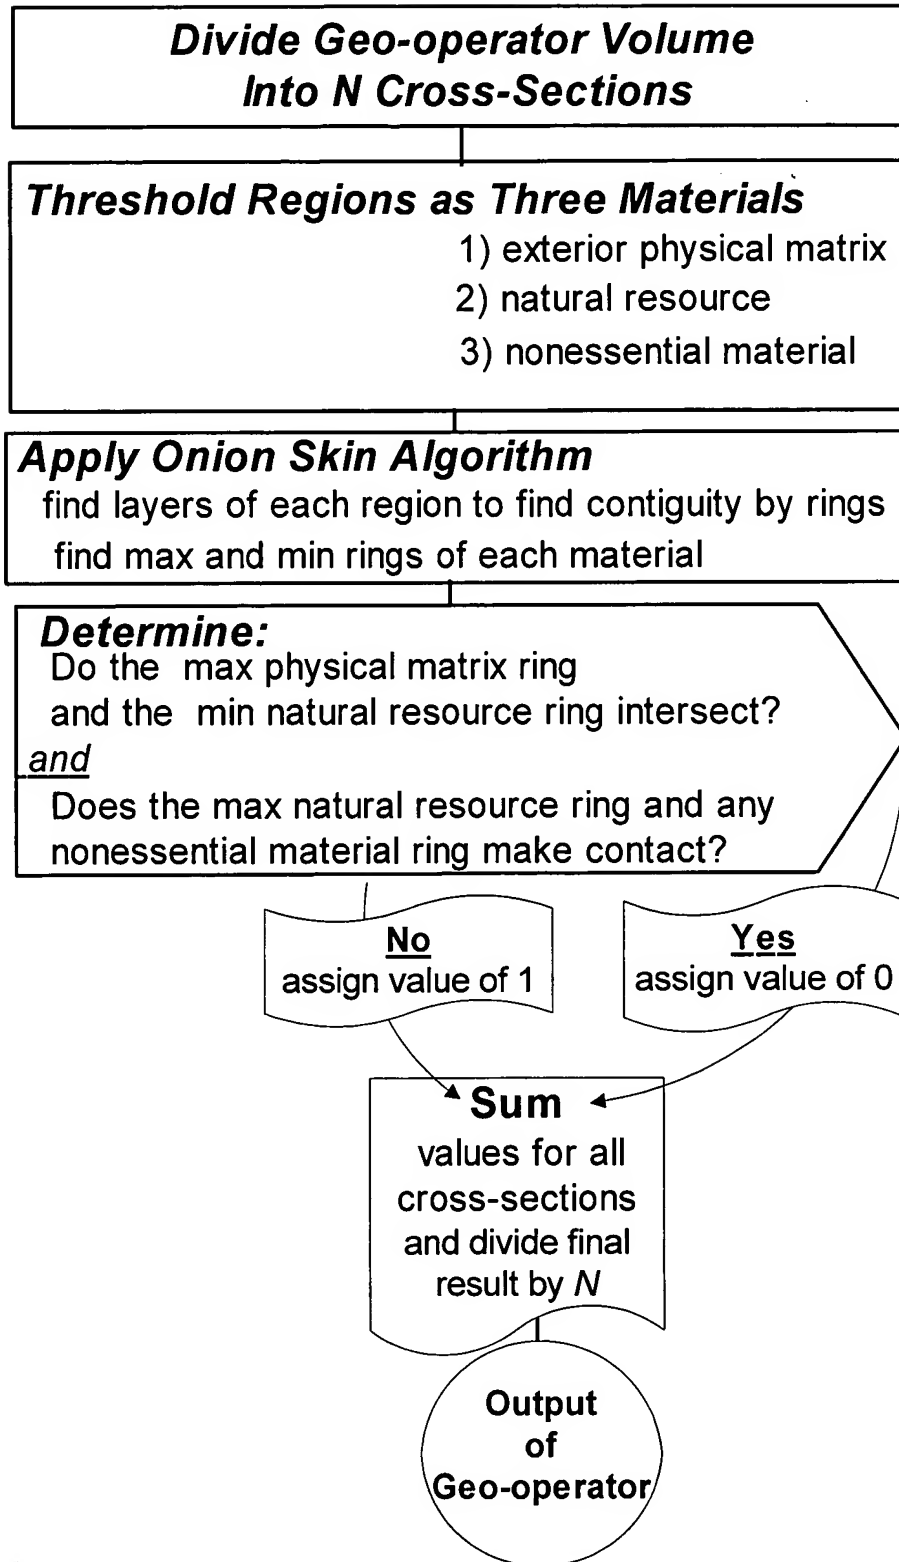 Divide Geo-operator Volume
Into N Cross-Sections
Threshold Regions as Three Materials
1) exterior physical matrix
2) natural resource
3) nonessential material
Apply Onion Skin Algorithm
find layers of each region to find contiguity by rings
find max and min rings of each material
Determine:
Do the max physical matrix ring
and the min natural resource ring intersect?
and
Does the max natural resource ring and any
nonessential material ring make contact?
No
assign value of 1
Yes
assign value of 0
Sum
values for all
cross-sections
and divide final
result by N
Output
of
Geo-operator